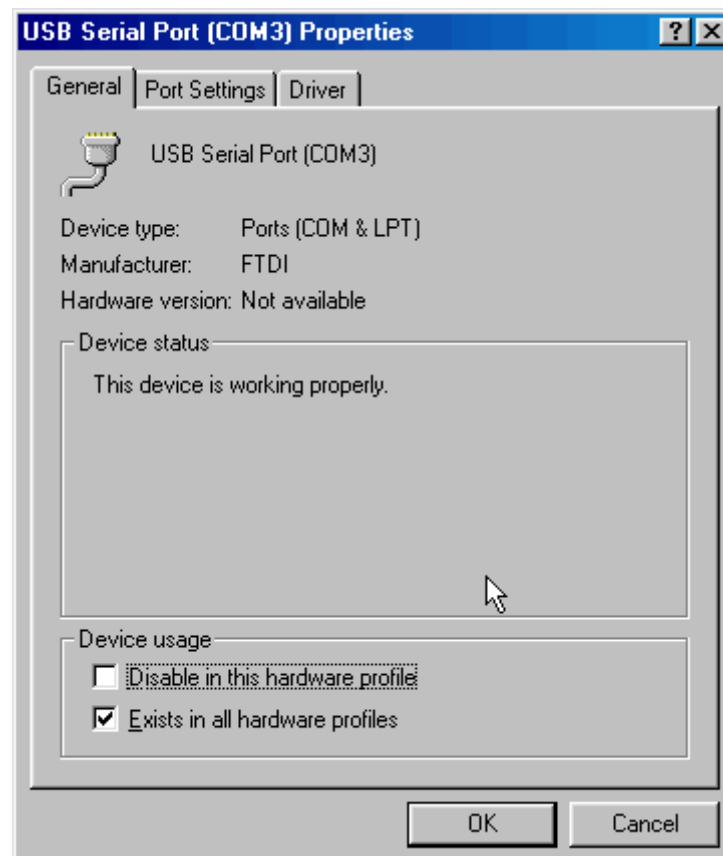 USB Serial Port (COM3) Properties
General Port Settings Driver
USB Serial Port (COM3)
Device type: Ports (COM & LPT)
Manufacturer: FTDI
Hardware version: Not available
Device status
This device is working properly.
Device usage
Disable in this hardware profile
Exists in all hardware profiles
OK Cancel